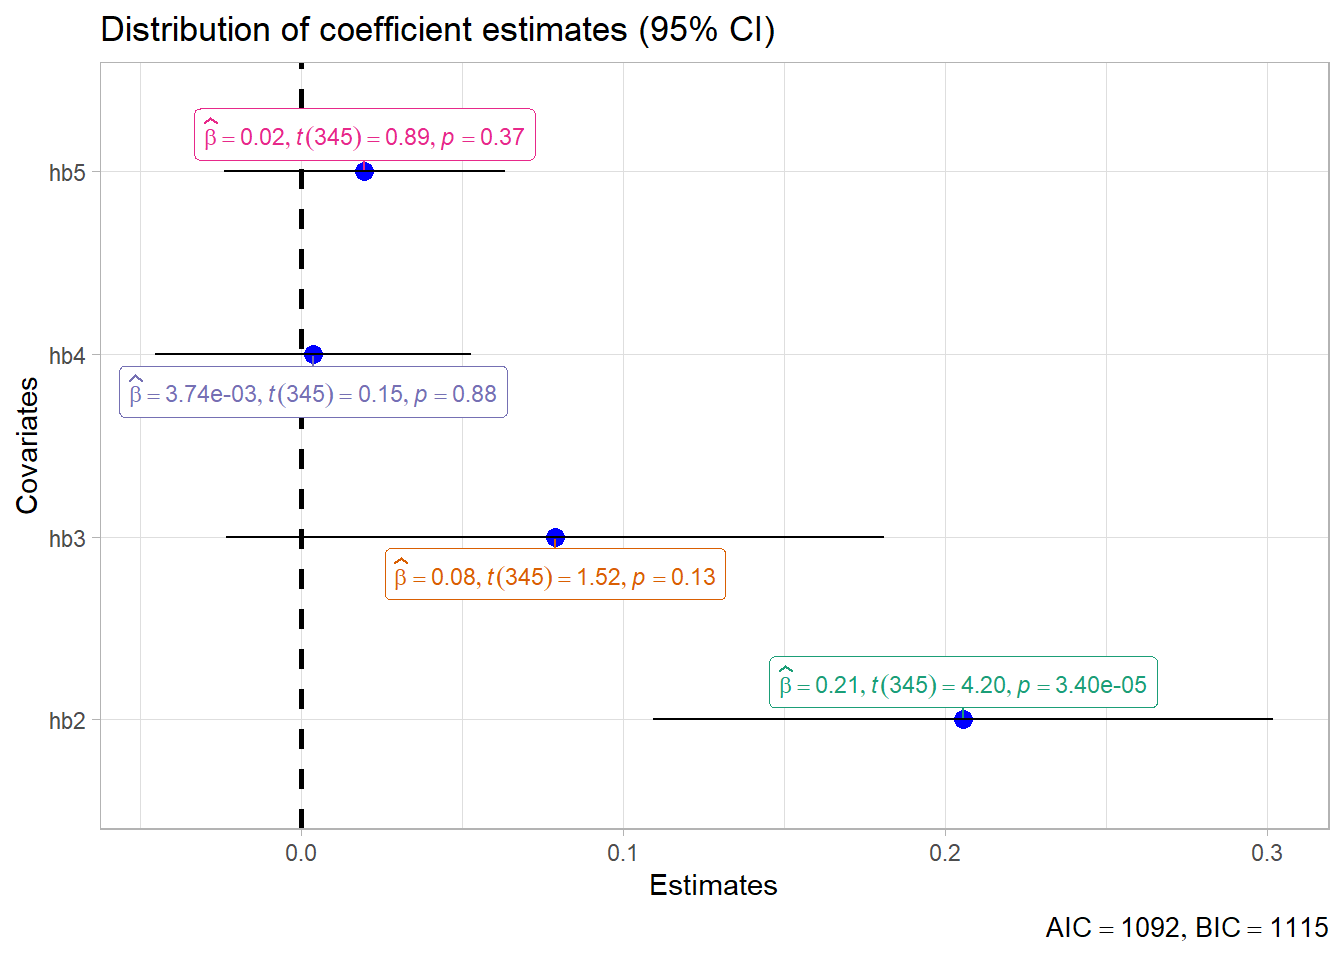 Distribution of coefficient estimates (95% CI)
β̂ = 0.02, t(345) = 0.89, p = 0.37
hb5
hb4
β̂ = 3.74e-03, t(345) = 0.15, p = 0.88
Covariates
hb3
β̂ = 0.08, t(345) = 1.52, p = 0.13
β̂ = 0.21, t(345) = 4.20, p = 3.40e-05
hb2
0.0 0.1 0.2 0.3
Estimates
AIC = 1092, BIC = 1115